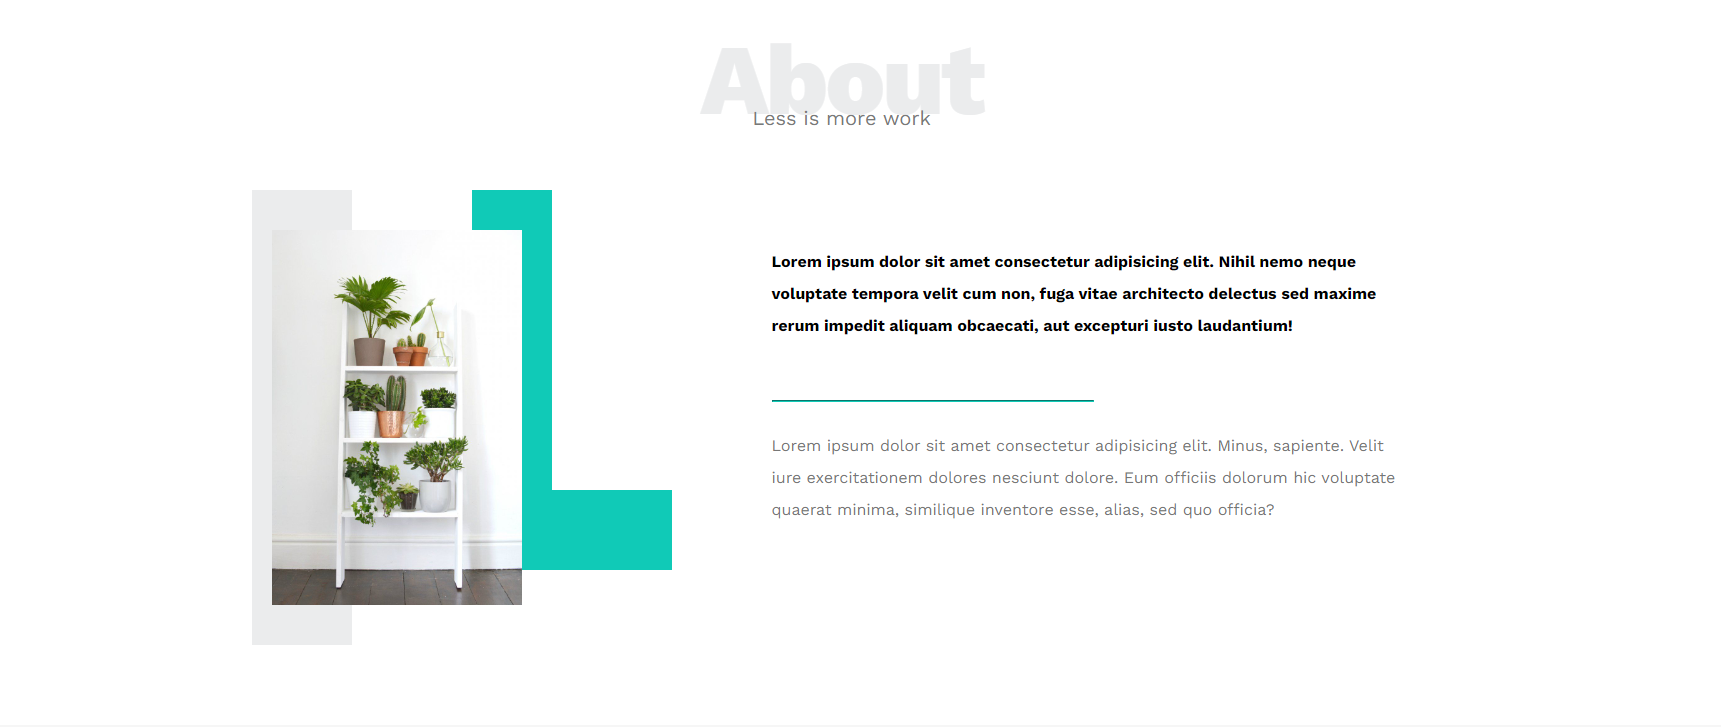 About
Less is more work
Lorem ipsum dolor sit amet consectetur adipisicing elit. Nihil nemo neque
voluptate tempora velit cum non, fuga vitae architecto delectus sed maxime
rerum impedit aliquam obcaecati, aut excepturi iusto laudantium!
Lorem ipsum dolor sit amet consectetur adipisicing elit. Minus, sapiente. Velit
iure exercitationem dolores nesciunt dolore. Eum officiis dolorum hic voluptate
quaerat minima, similique inventore esse, alias, sed quo officia?